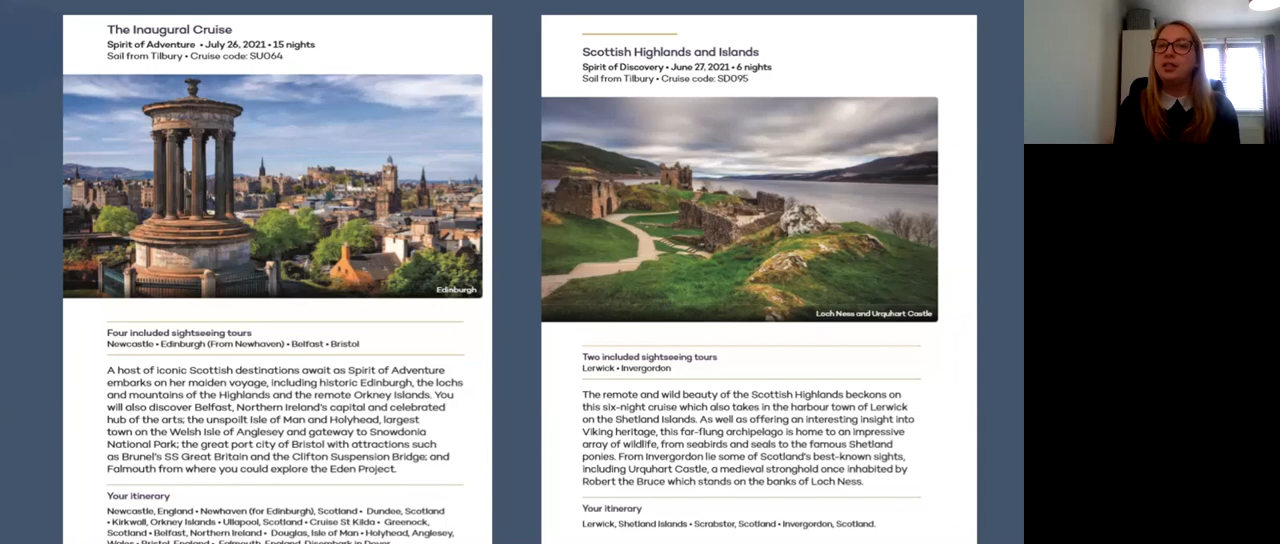 The Inaugural Cruise
Spirit of Adventure • July 26, 2021 • 15 nights
Sail from Tilbury • Cruise code: SU064
Edinburgh
Four included sightseeing tours
Newcastle • Edinburgh (From Newhaven) • Belfast • Bristol
A host of iconic Scottish destinations await as Spirit of Adventure
embarks on her maiden voyage, including historic Edinburgh, the lochs
and mountains of the Highlands and the remote Orkney Islands. You
will also discover Belfast, Northern Ireland's capital and celebrated
hub of the arts; the unspoilt Isle of Man and Holyhead, largest
town on the Welsh Isle of Anglesey and gateway to Snowdonia
National Park; the great port city of Bristol with attractions such
as Brunel's SS Great Britain and the Clifton Suspension Bridge; and
Falmouth from where you could explore the Eden Project.
Your itinerary
Newcastle, England • Newhaven (for Edinburgh), Scotland • Dundee, Scotland
• Kirkwall, Orkney Islands • Ullapool, Scotland • Cruise St Kilda • Greenock,
Scotland • Belfast, Northern Ireland • Douglas, Isle of Man • Holyhead, Anglesey,
Wales • Bristol, England • Falmouth, England. Disembark in Dover.
Scottish Highlands and Islands
Spirit of Discovery • June 27, 2021 • 6 nights
Sail from Tilbury • Cruise code: SD095
Loch Ness and Urquhart Castle
Two included sightseeing tours
Lerwick • Invergordon
The remote and wild beauty of the Scottish Highlands beckons on
this six-night cruise which also takes in the harbour town of Lerwick
on the Shetland Islands. As well as offering an interesting insight into
Viking heritage, this far-flung archipelago is home to an impressive
array of wildlife, from seabirds and seals to the famous Shetland
ponies. From Invergordon lie some of Scotland's best-known sights,
including Urquhart Castle, a medieval stronghold once inhabited by
Robert the Bruce which stands on the banks of Loch Ness.
Your itinerary
Lerwick, Shetland Islands • Scrabster, Scotland • Invergordon, Scotland.